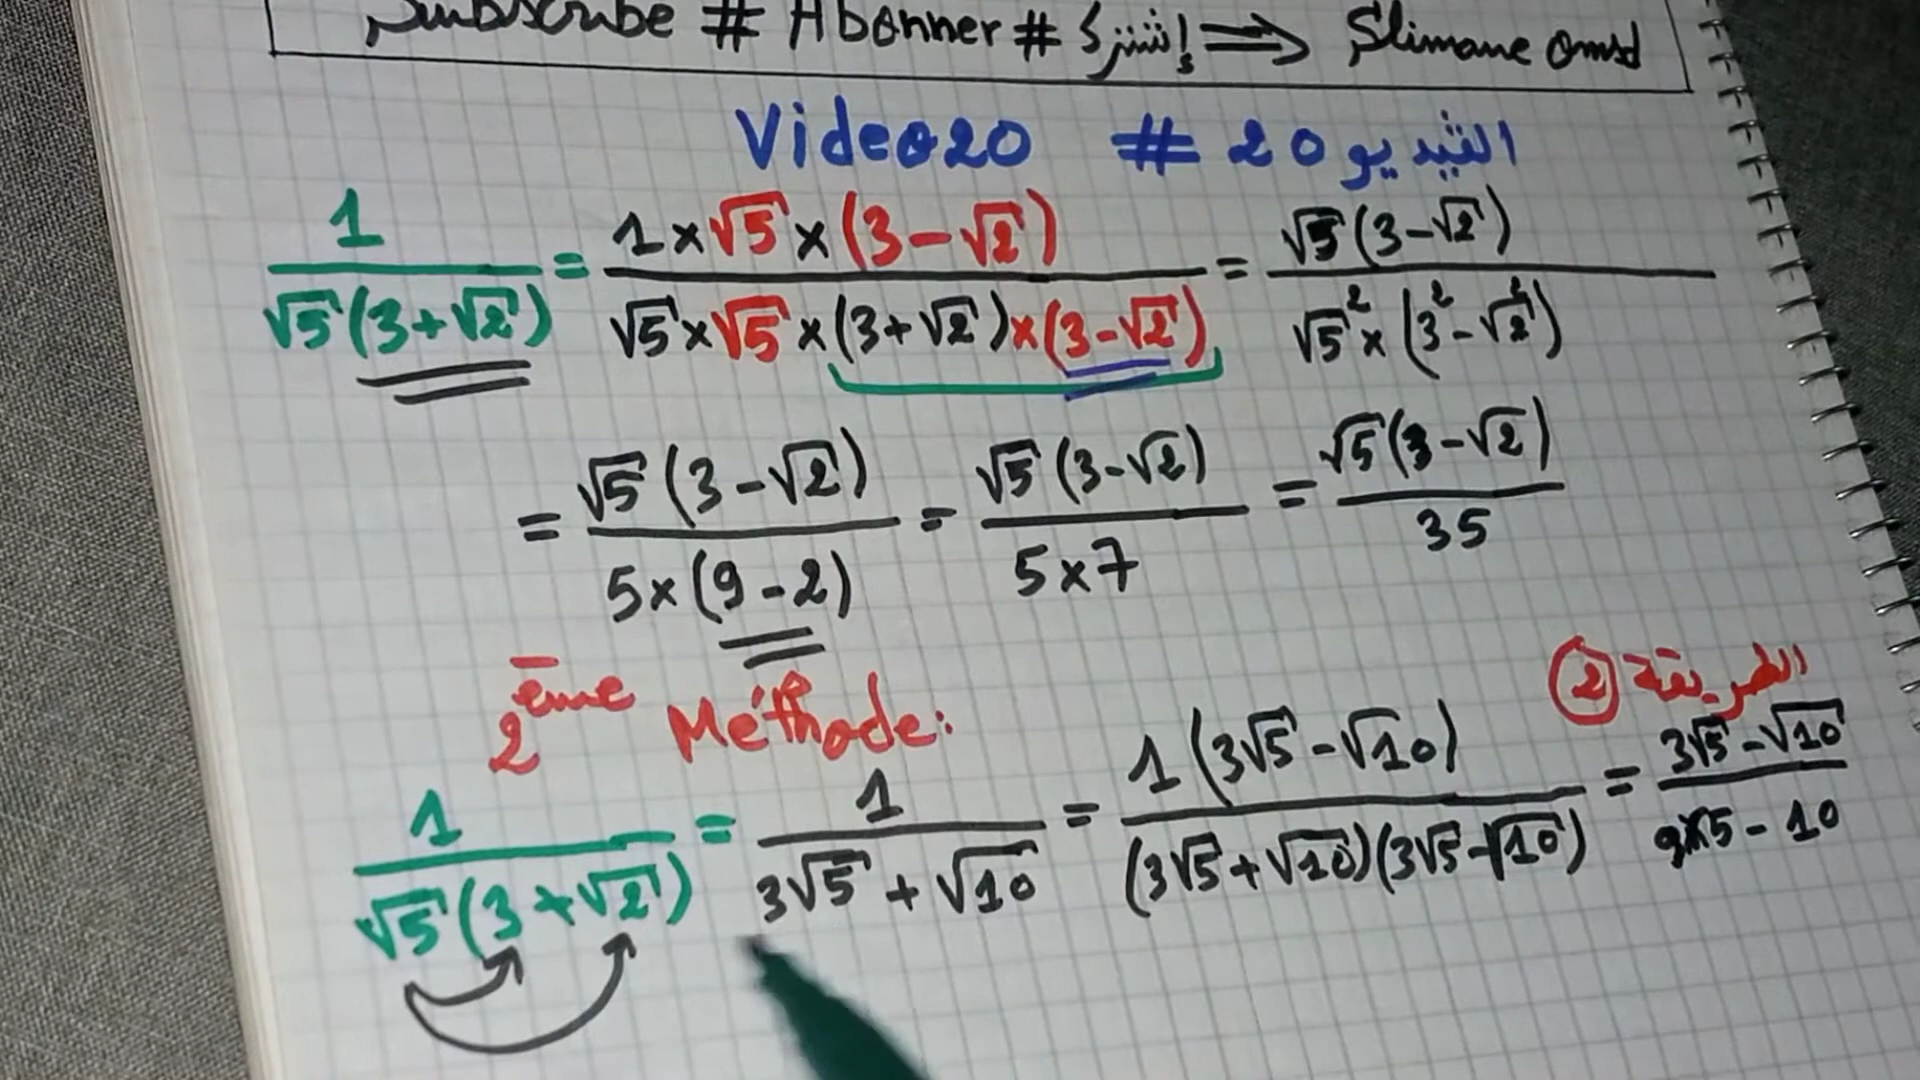 Subscribe # Abonner # إشترك ⇒ Slimane Omsd
Video20 # 20 الفيديو
1/(√5(3+√2)) = (1×√5×(3-√2))/(√5×√5×(3+√2)×(3-√2)) = (√5(3-√2))/(√5²×(3²-√2²))
= (√5(3-√2))/(5×(9-2)) = (√5(3-√2))/(5×7) = (√5(3-√2))/35
2ème Méthode: الطريقة 2
1/(√5(3+√2)) = 1/(3√5+√10) = (1(3√5-√10))/((3√5+√10)(3√5-√10)) = (3√5-√10)/(9×5-10)